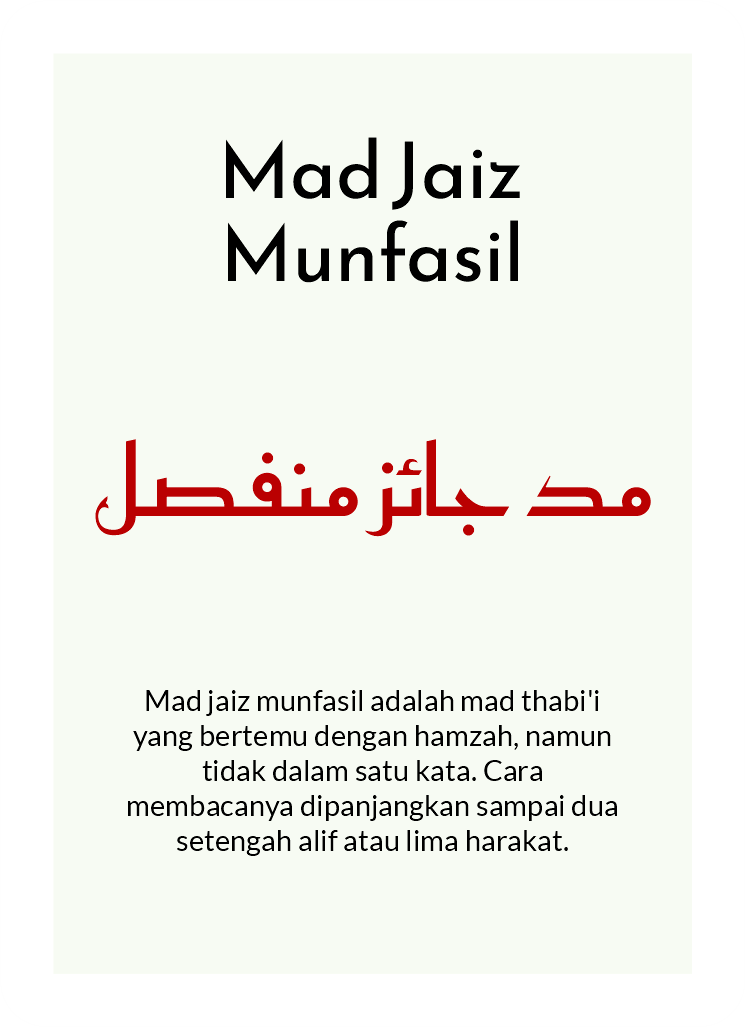 Mad Jaiz
Munfasil
مد جائز منفصل
Mad jaiz munfasil adalah mad thabi'i
yang bertemu dengan hamzah, namun
tidak dalam satu kata. Cara
membacanya dipanjangkan sampai dua
setengah alif atau lima harakat.